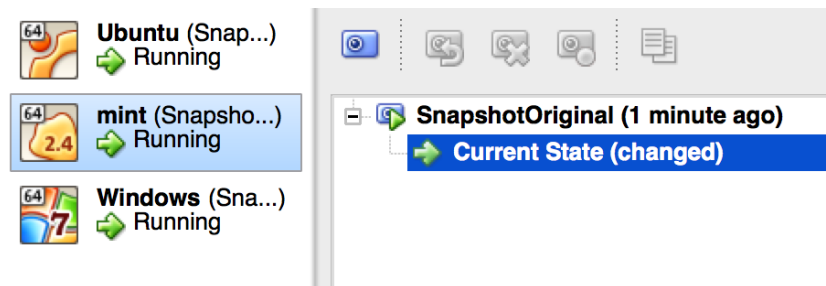 64
Ubuntu (Snap...)
Running
64
2.4
mint (Snapsho...)
Running
64
7
Windows (Sna...)
Running
SnapshotOriginal (1 minute ago)
Current State (changed)